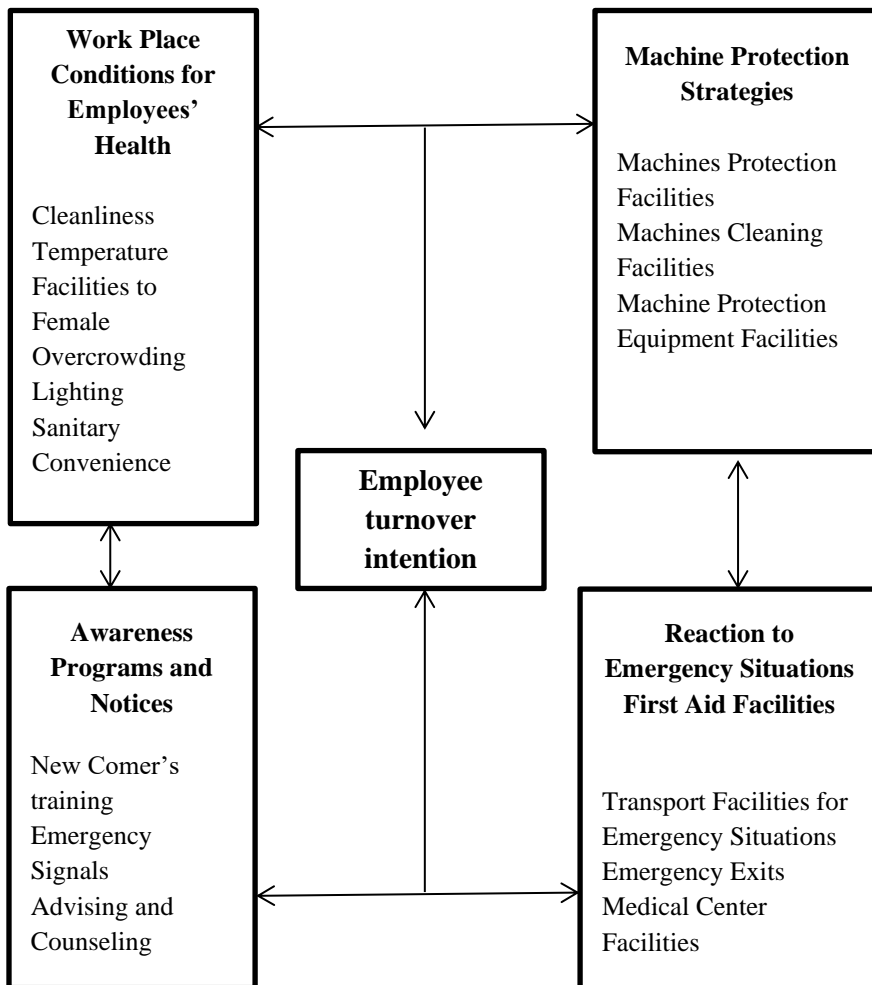 Work Place
Conditions for
Employees’
Health
Cleanliness
Temperature
Facilities to
Female
Overcrowding
Lighting
Sanitary
Convenience
Machine Protection
Strategies
Machines Protection
Facilities
Machines Cleaning
Facilities
Machine Protection
Equipment Facilities
Employee
turnover
intention
Awareness
Programs and
Notices
New Comer’s
training
Emergency
Signals
Advising and
Counseling
Reaction to
Emergency Situations
First Aid Facilities
Transport Facilities for
Emergency Situations
Emergency Exits
Medical Center
Facilities